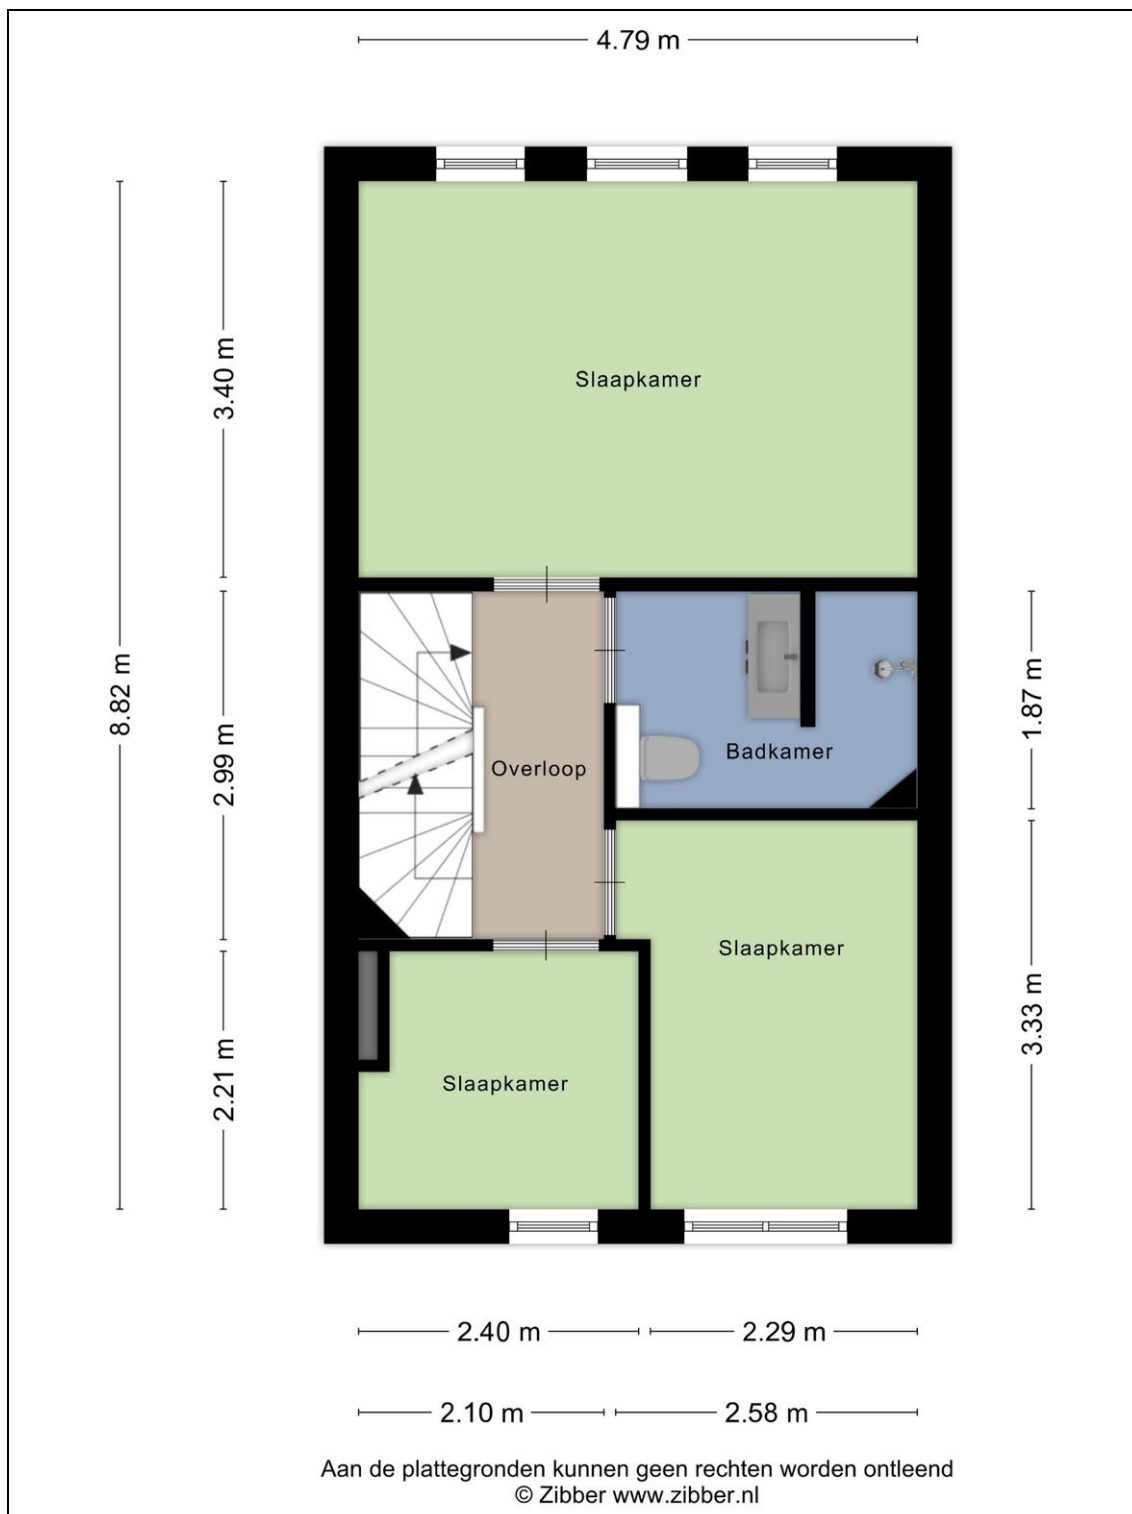 4.79 m
3.40 m
Slaapkamer
8.82 m
1.87 m
2.99 m
Badkamer
Overloop
Slaapkamer
3.33 m
2.21 m
Slaapkamer
2.40 m
2.29 m
2.10 m
2.58 m
Aan de plattegronden kunnen geen rechten worden ontleend
© Zibber www.zibber.nl